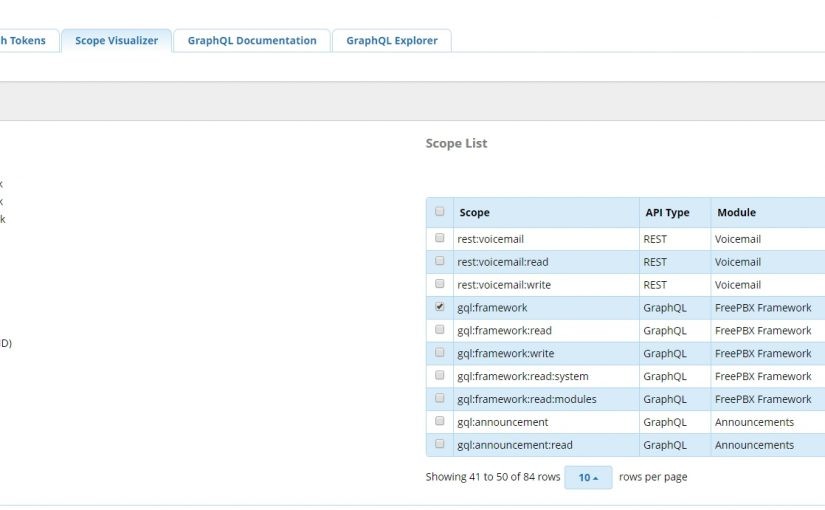 h Tokens Scope Visualizer GraphQL Documentation GraphQL Explorer
Scope List
k
k
k
D)
Scope API Type Module
rest:voicemail REST Voicemail
rest:voicemail:read REST Voicemail
rest:voicemail:write REST Voicemail
gql:framework GraphQL FreePBX Framework
gql:framework:read GraphQL FreePBX Framework
gql:framework:write GraphQL FreePBX Framework
gql:framework:read:system GraphQL FreePBX Framework
gql:framework:read:modules GraphQL FreePBX Framework
gql:announcement GraphQL Announcements
gql:announcement:read GraphQL Announcements
Showing 41 to 50 of 84 rows 10 rows per page